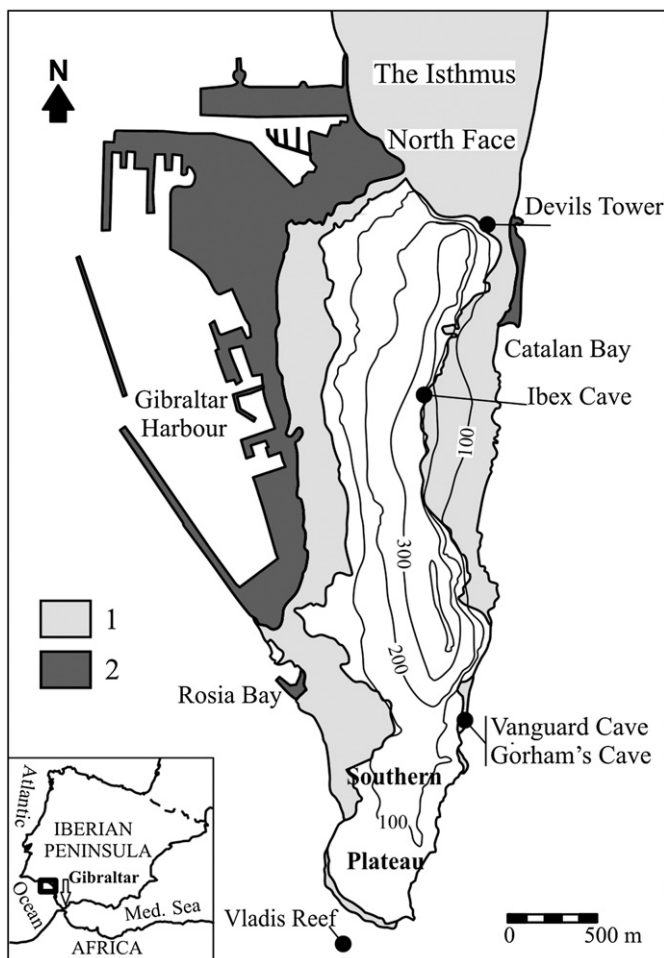 The Isthmus
N
North Face
Devils Tower
Catalan Bay
Gibraltar
Harbour
Ibex Cave
100
300
1
2
200
Rosia Bay
Vanguard Cave
Gorham's Cave
Southern
100
Plateau
Atlantic
Ocean
IBERIAN
PENINSULA
Gibraltar
Med. Sea
AFRICA
Vladis Reef
0 500 m